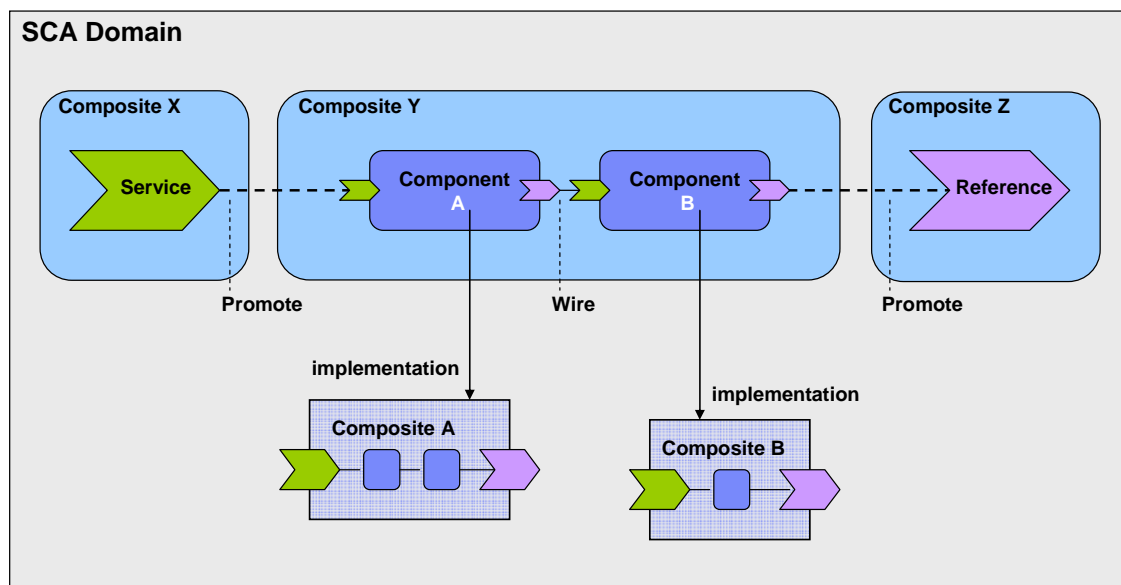 SCA Domain
Composite X
Composite Y
Composite Z
Service
Component
A
Component
B
Reference
Promote
Wire
Promote
implementation
implementation
Composite A
Composite B